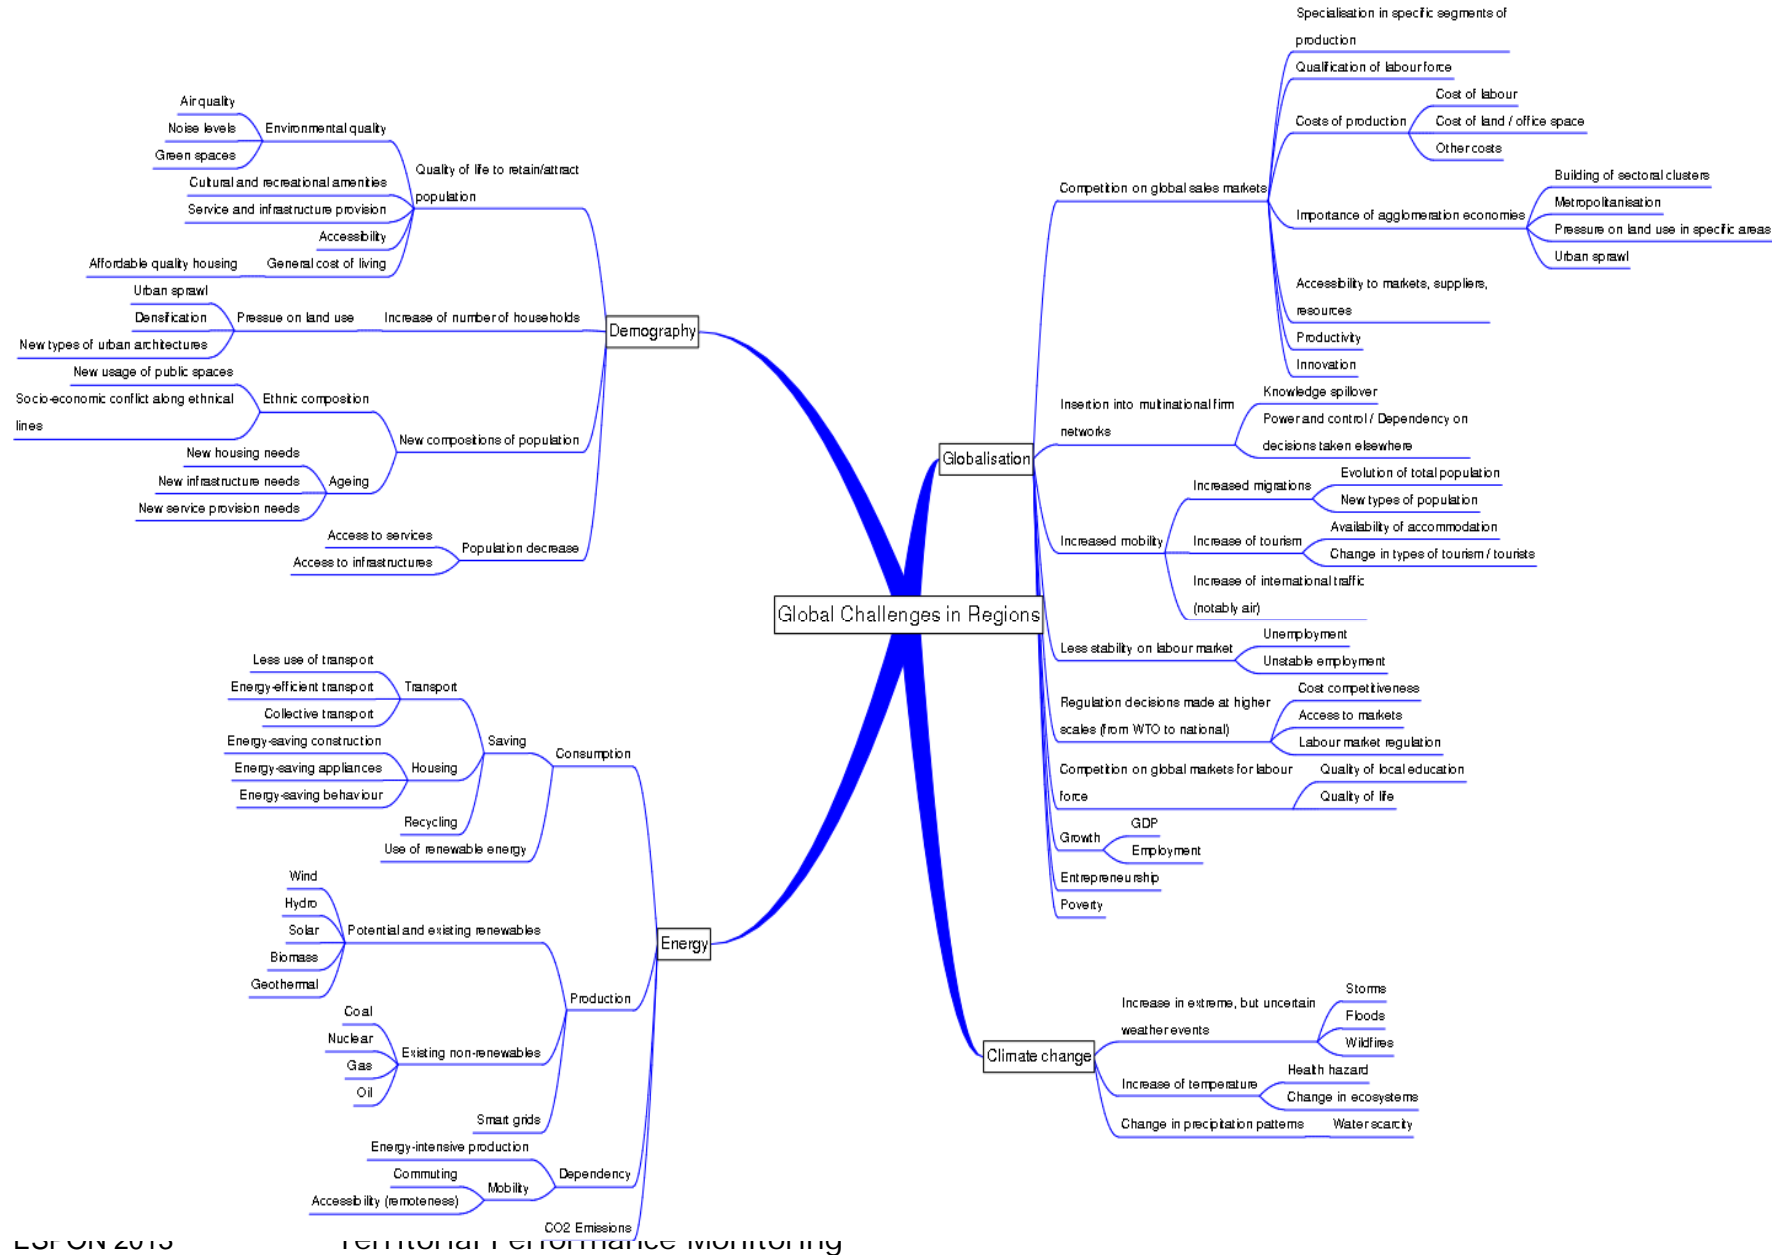 Global Challenges in Regions
Demography
Quality of life to retain/attract
population
Environmental quality
Air quality
Noise levels
Green spaces
Cultural and recreational amenities
Service and infrastructure provision
Accessibility
General cost of living
Affordable quality housing
Increase of number of households
Pressue on land use
Urban sprawl
Densification
New types of urban architectures
New compositions of population
Ethnic composition
New usage of public spaces
Socio-economic conflict along ethnical
lines
Ageing
New housing needs
New infrastructure needs
New service provision needs
Population decrease
Access to services
Access to infrastructures
Energy
Consumption
Saving
Transport
Less use of transport
Energy-efficient transport
Collective transport
Housing
Energy-saving construction
Energy-saving appliances
Energy-saving behaviour
Recycling
Use of renewable energy
Production
Potential and existing renewables
Wind
Hydro
Solar
Biomass
Geothermal
Existing non-renewables
Coal
Nuclear
Gas
Oil
Smart grids
Dependency
Energy-intensive production
Mobility
Commuting
Accessibility (remoteness)
CO2 Emissions
Globalisation
Competition on global sales markets
Specialisation in specific segments of
production
Qualification of labour force
Costs of production
Cost of labour
Cost of land / office space
Other costs
Importance of agglomeration economies
Building of sectoral clusters
Metropolitanisation
Pressure on land use in specific areas
Urban sprawl
Accessibility to markets, suppliers,
resources
Productivity
Innovation
Insertion into multinational firm
networks
Knowledge spillover
Power and control / Dependency on
decisions taken elsewhere
Increased mobility
Increased migrations
Evolution of total population
New types of population
Increase of tourism
Availability of accommodation
Change in types of tourism / tourists
Increase of international traffic
(notably air)
Less stability on labour market
Unemployment
Unstable employment
Regulation decisions made at higher
scales (from WTO to national)
Cost competitiveness
Access to markets
Labour market regulation
Competition on global markets for labour
force
Quality of local education
Quality of life
Growth
GDP
Employment
Entrepreneurship
Poverty
Climate change
Increase in extreme, but uncertain
weather events
Storms
Floods
Wildfires
Increase of temperature
Health hazard
Change in ecosystems
Change in precipitation patterns
Water scarcity
ESPON 2013
Territorial Performance Monitoring